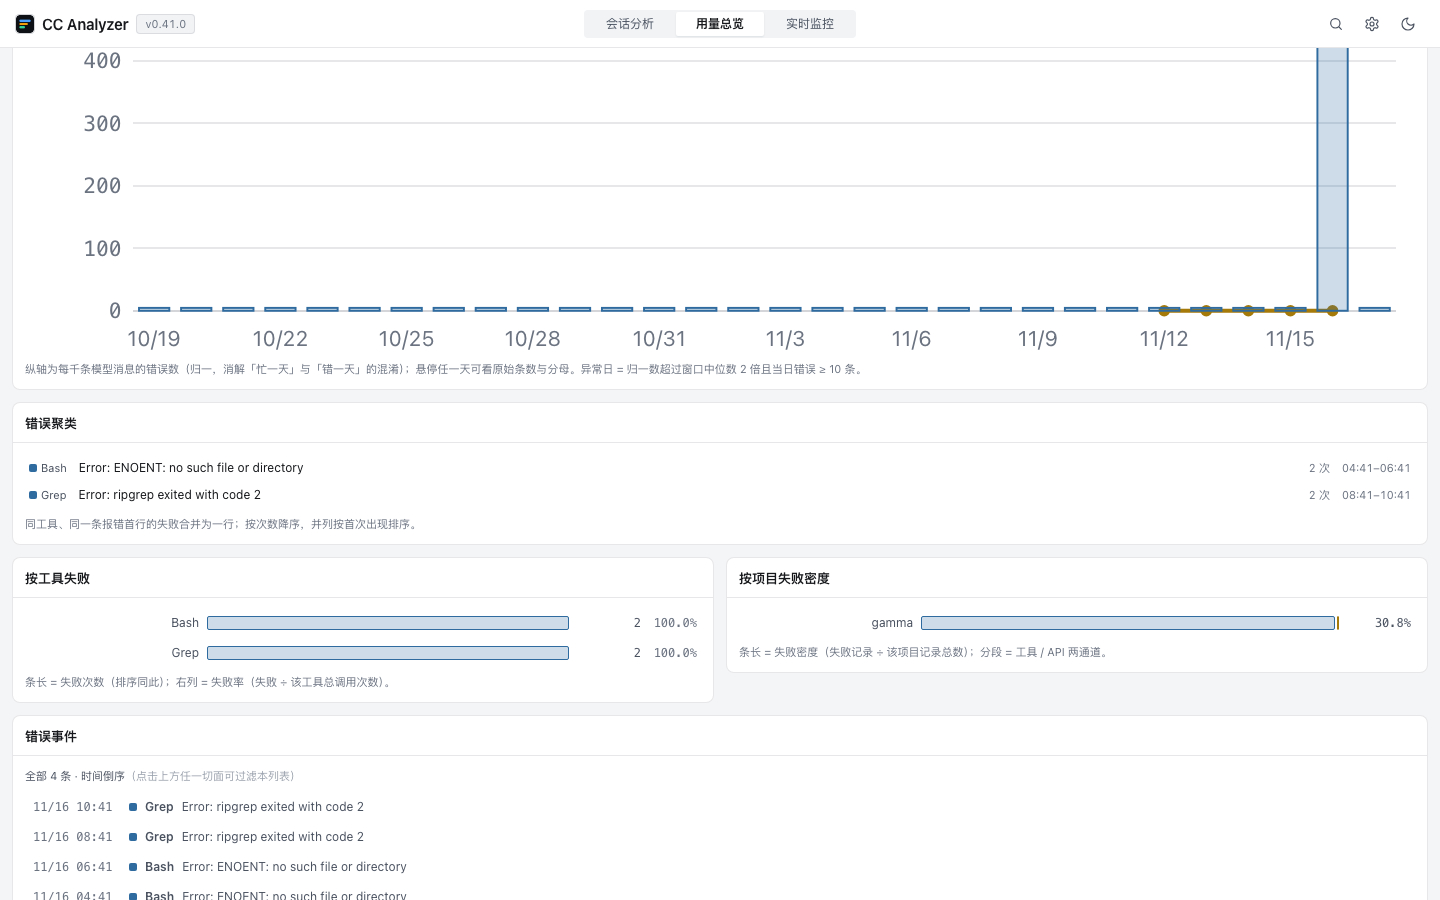 CC Analyzer v0.41.0 会话分析 用量总览 实时监控
400
300
200
100
0
10/19 10/22 10/25 10/28 10/31 11/3 11/6 11/9 11/12 11/15
纵轴为每千条模型消息的错误数（归一，消解「忙一天」与「错一天」的混淆）；悬停任一天可看原始条数与分母。异常日 = 归一数超过窗口中位数 2 倍且当日错误 ≥ 10 条。
错误聚类
Bash Error: ENOENT: no such file or directory 2 次 04:41–06:41
Grep Error: ripgrep exited with code 2 2 次 08:41–10:41
同工具、同一条报错首行的失败合并为一行；按次数降序，并列按首次出现排序。
按工具失败
Bash 2 100.0%
Grep 2 100.0%
条长 = 失败次数（排序同此）；右列 = 失败率（失败 ÷ 该工具总调用次数）。
按项目失败密度
gamma 30.8%
条长 = 失败密度（失败记录 ÷ 该项目记录总数）；分段 = 工具 / API 两通道。
错误事件
全部 4 条 · 时间倒序（点击上方任一切面可过滤本列表）
11/16 10:41 Grep Error: ripgrep exited with code 2
11/16 08:41 Grep Error: ripgrep exited with code 2
11/16 06:41 Bash Error: ENOENT: no such file or directory
11/16 04:41 Bash Error: ENOENT: no such file or directory